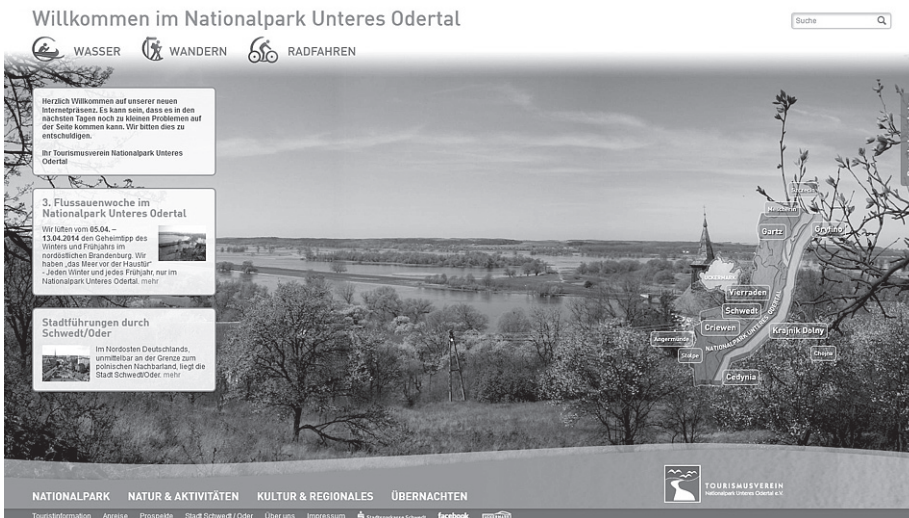 Willkommen im Nationalpark Unteres Odertal
Suche
WASSER WANDERN RADFAHREN
Herzlich Willkommen auf unserer neuen
Internetpräsenz. Es kann sein, dass es in den
nächsten Tagen noch zu kleinen Problemen auf
der Seite kommen kann. Wir bitten dies zu
entschuldigen.
Ihr Tourismusverein Nationalpark Unteres
Odertal
3. Flussauenwoche im
Nationalpark Unteres Odertal
Wir lüften vom 05.04. –
13.04.2014 den Geheimtipp des
Winters und Frühjahrs im
nordöstlichen Brandenburg. Wir
haben „das Meer vor der Haustür“
- Jeden Winter und jedes Frühjahr, nur im
Nationalpark Unteres Odertal. mehr
Stadtführungen durch
Schwedt/Oder
Im Nordosten Deutschlands,
unmittelbar an der Grenze zum
polnischen Nachbarland, liegt die
Stadt Schwedt/Oder. mehr
Mescherin
Gartz
Gryfino
Vierraden
Schwedt
Criewen
Krajnik Dolny
Angermünde
NATIONALPARK UNTERES ODERTAL
Stolpe
Chojna
Cedynia
TOURISMUSVEREIN
Nationalpark Unteres Odertal e.V.
NATIONALPARK NATUR & AKTIVITÄTEN KULTUR & REGIONALES ÜBERNACHTEN
Touristinformation Anreise Prospekte Stadt Schwedt / Oder Über uns Impressum Stadtsparkasse Schwedt facebook